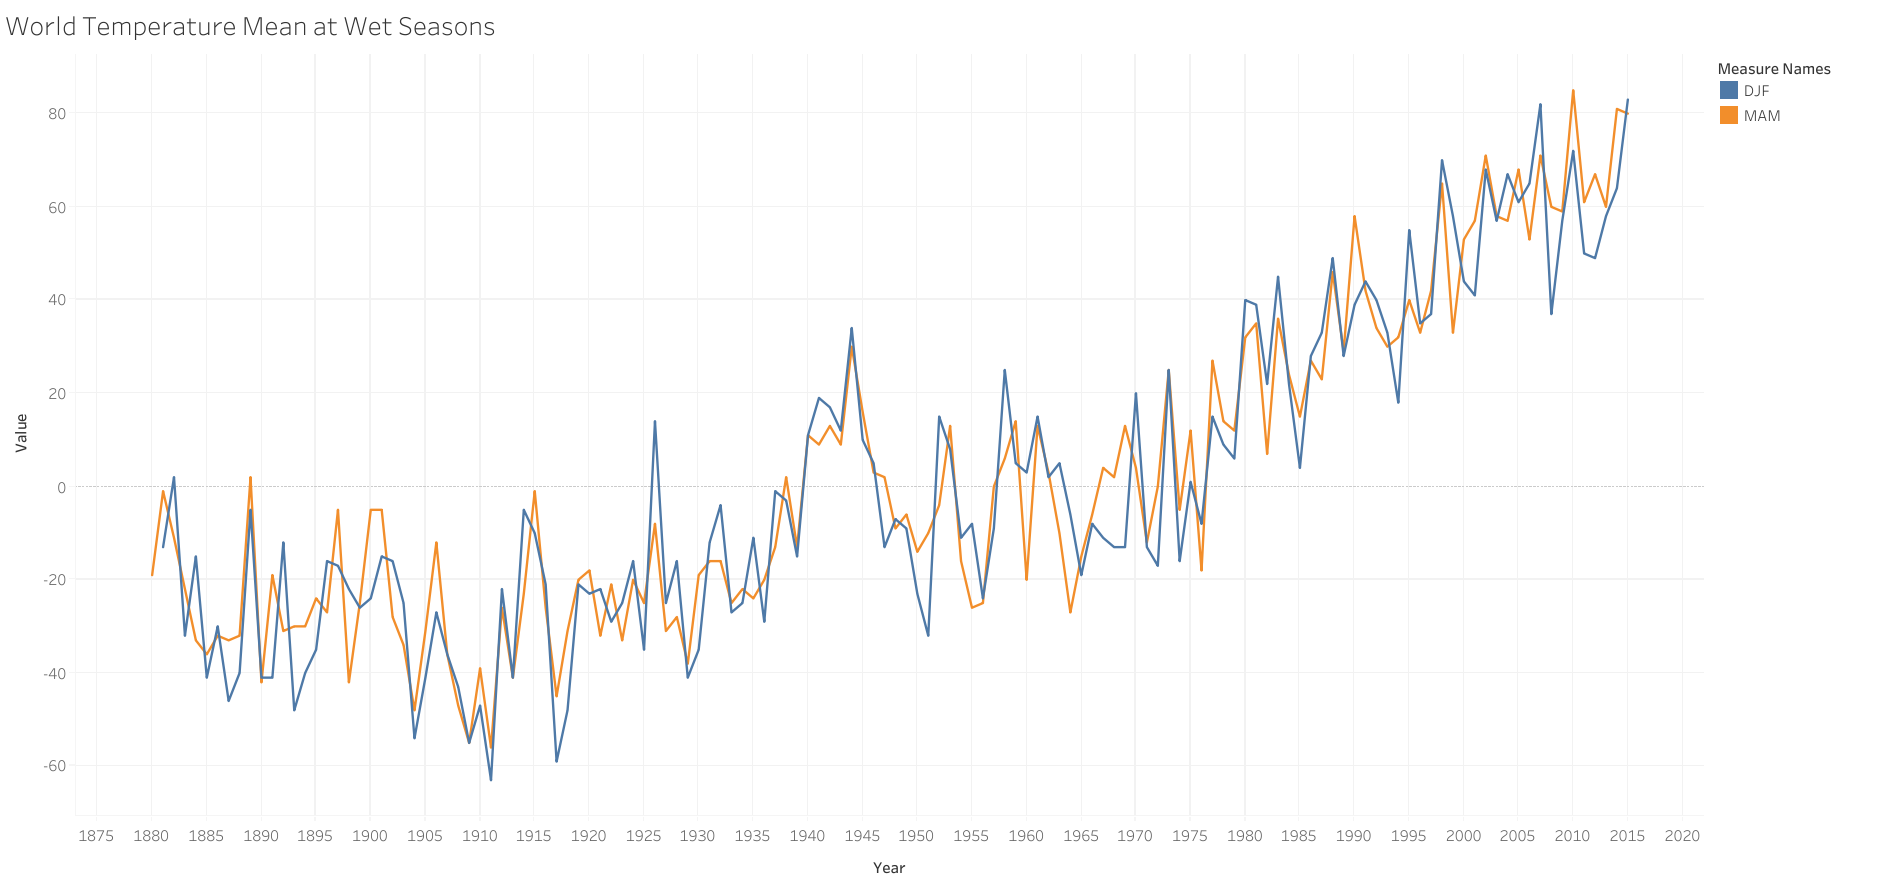 World Temperature Mean at Wet Seasons
Measure Names
DJF
MAM
80
60
40
20
0
-20
-40
-60
Value
1875 1880 1885 1890 1895 1900 1905 1910 1915 1920 1925 1930 1935 1940 1945 1950 1955 1960 1965 1970 1975 1980 1985 1990 1995 2000 2005 2010 2015 2020
Year